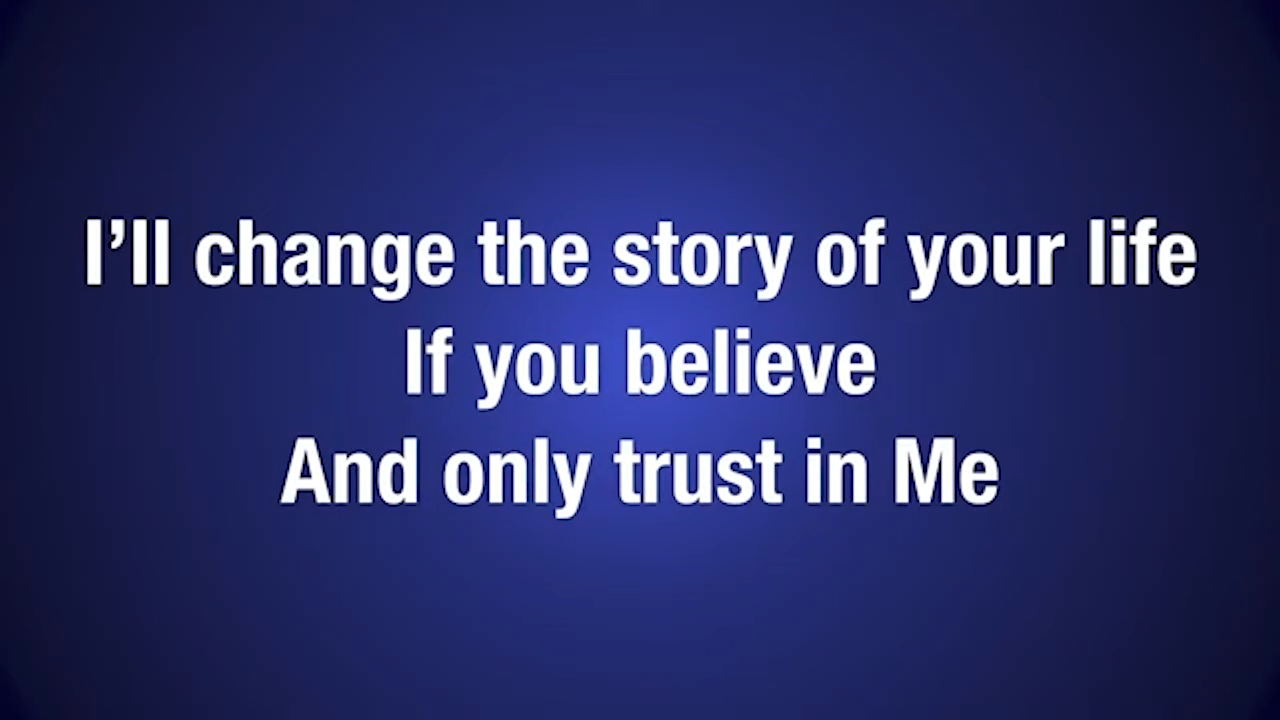 I’ll change the story of your life
If you believe
And only trust in Me